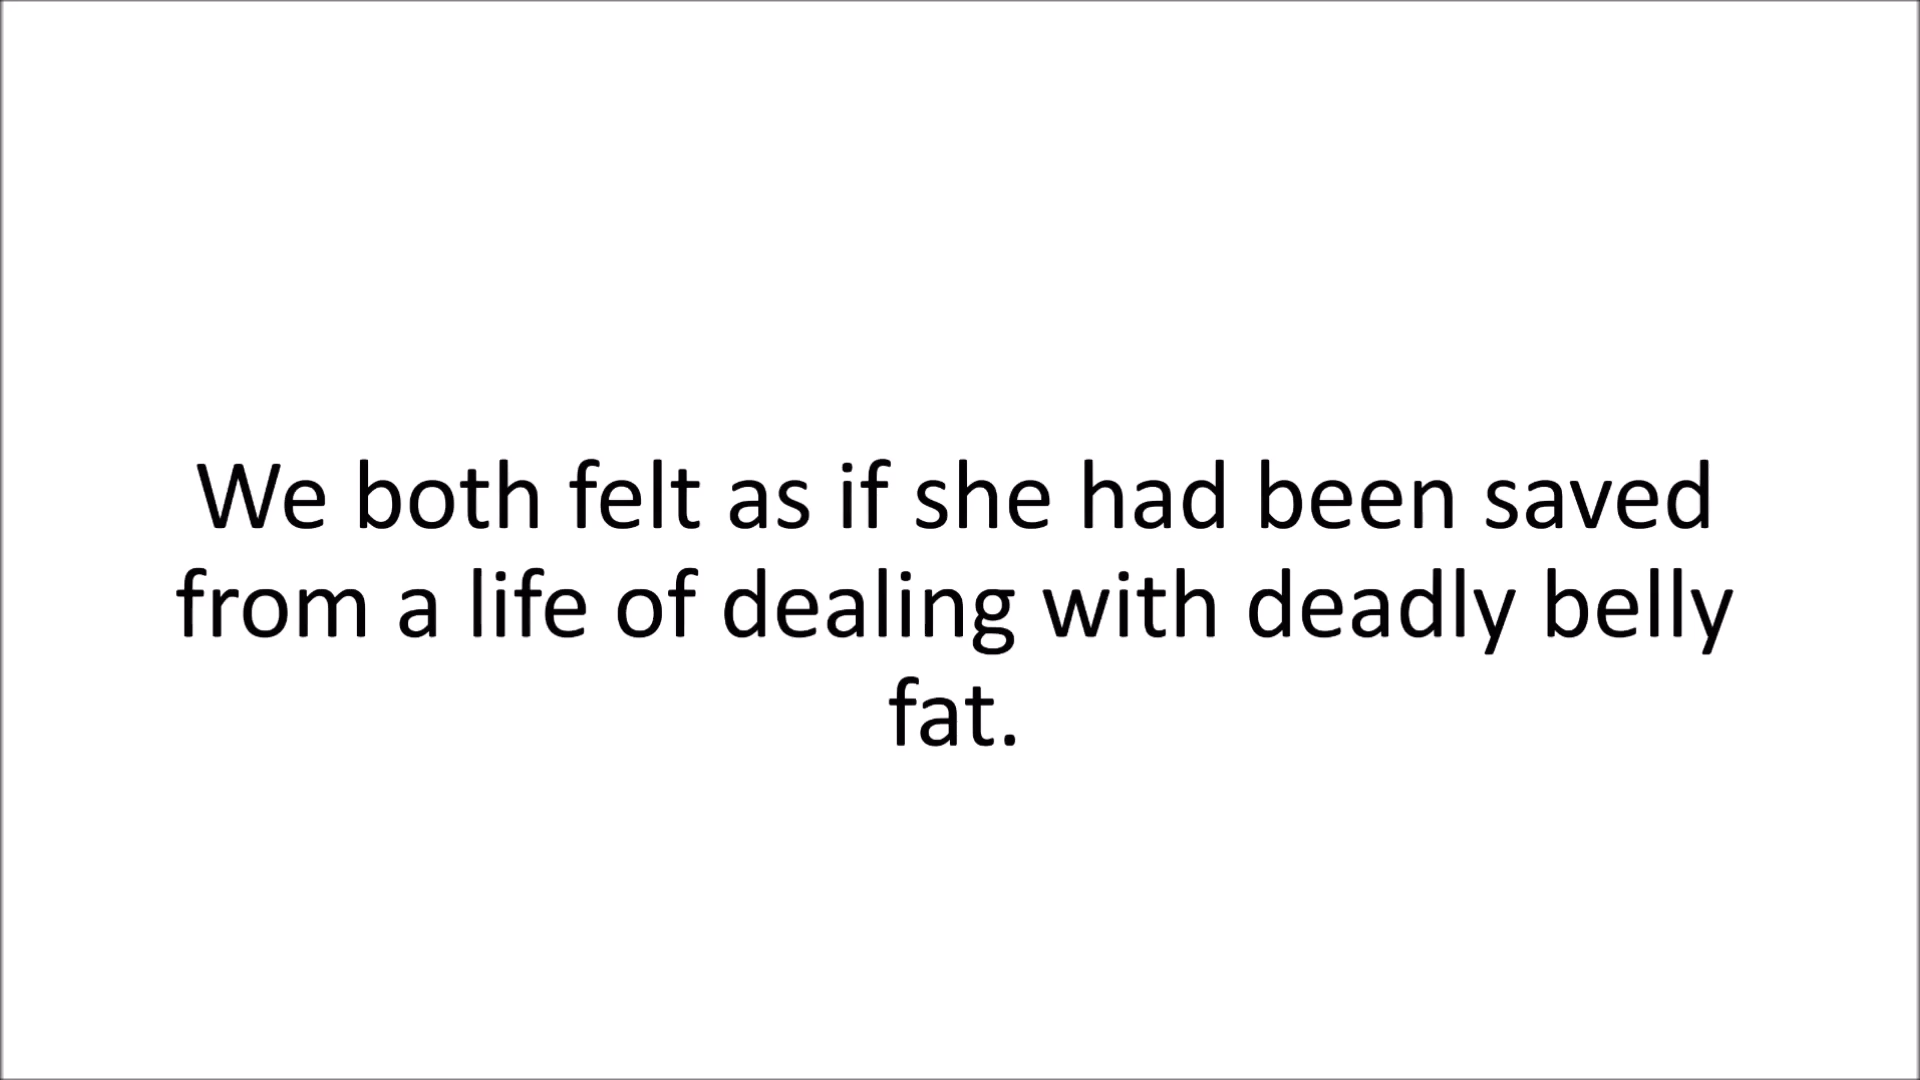 We both felt as if she had been saved
from a life of dealing with deadly belly
fat.